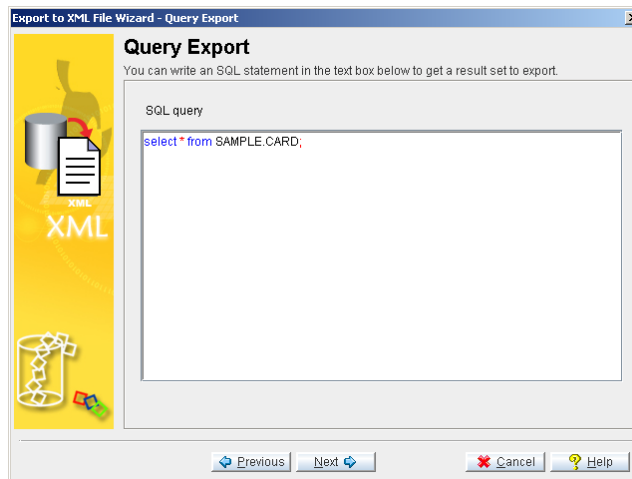 Export to XML File Wizard - Query Export
Query Export
You can write an SQL statement in the text box below to get a result set to export.
SQL query
select * from SAMPLE.CARD;
XML
XML
Previous
Next
Cancel
Help